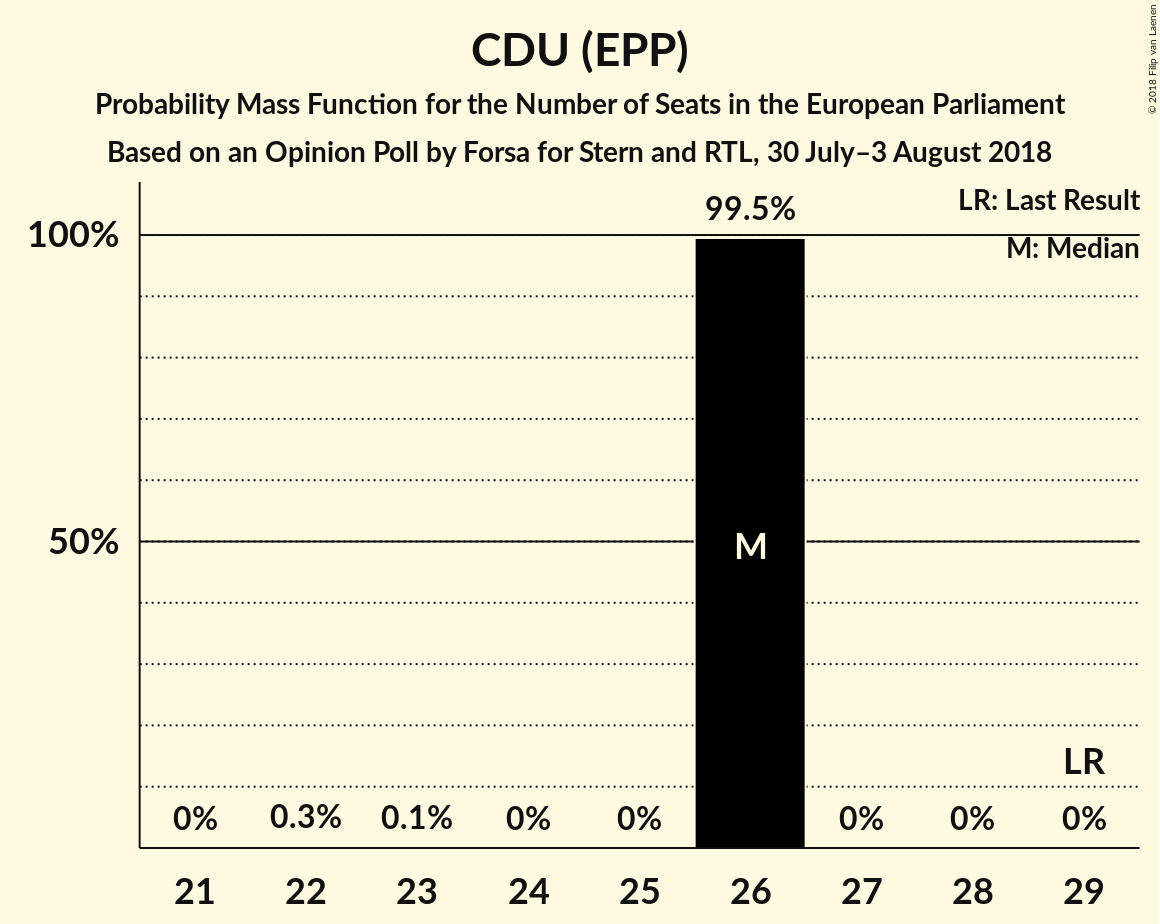 CDU (EPP)
Probability Mass Function for the Number of Seats in the European Parliament
Based on an Opinion Poll by Forsa for Stern and RTL, 30 July–3 August 2018
© 2018 Filip van Laenen
LR: Last Result
M: Median
99.5%
100%
50%
M
LR
0% 0.3% 0.1% 0% 0% 0% 0% 0%
21 22 23 24 25 26 27 28 29